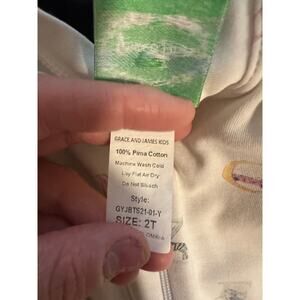 GRACE AND JAMES KIDS
100% Pima Cotton
Machine Wash Cold
Lay Flat Air Dry
Do Not Bleach
Style:
GYJBTS21-01-Y
SIZE: 2T